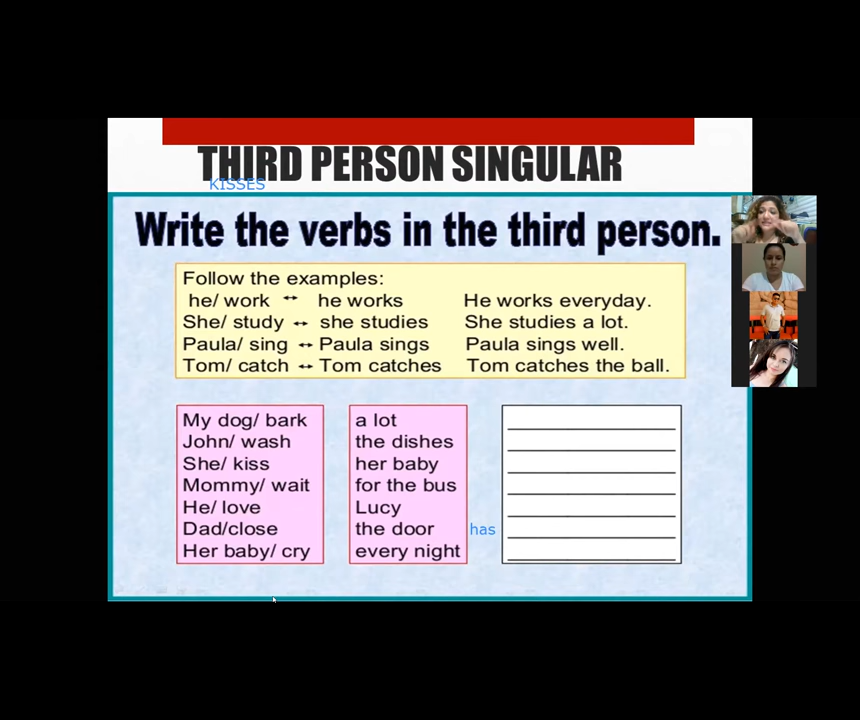 THIRD PERSON SINGULAR
KISSES
Write the verbs in the third person.
Follow the examples:
he/ work ↔ he works He works everyday.
She/ study ↔ she studies She studies a lot.
Paula/ sing ↔ Paula sings Paula sings well.
Tom/ catch ↔ Tom catches Tom catches the ball.
My dog/ bark a lot
John/ wash the dishes
She/ kiss her baby
Mommy/ wait for the bus
He/ love Lucy
Dad/close the door has
Her baby/ cry every night